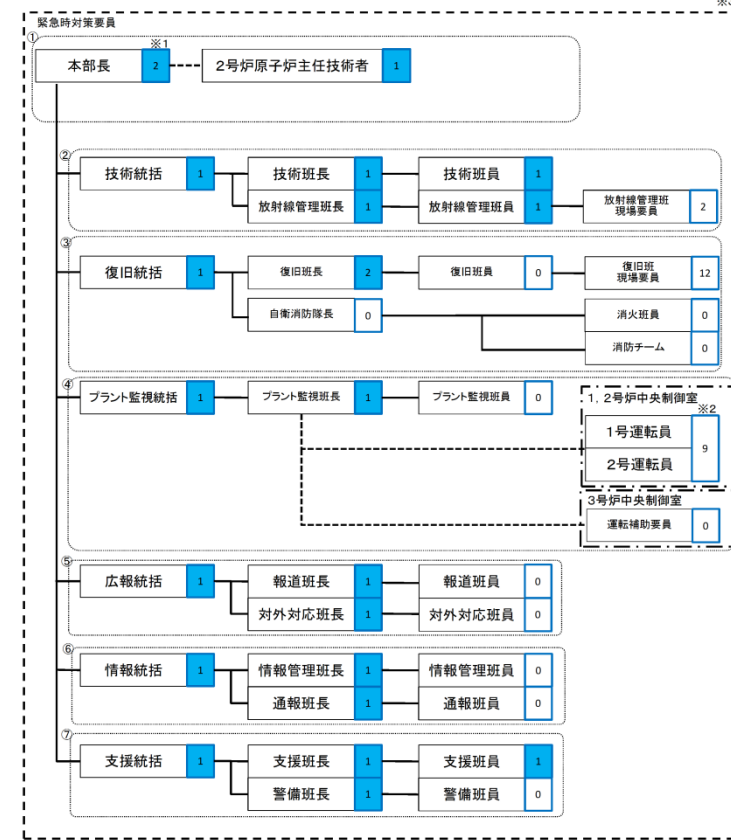 ※、
緊急時対策要員
①
※1
本部長 2 2号炉原子炉主任技術者 1
②
技術統括 1 技術班長 1 技術班員 1
放射線管理班長 1 放射線管理班員 1 放射線管理班
現場要員 2
③
復旧統括 1 復旧班長 2 復旧班員 0 復旧班
現場要員 12
自衛消防隊長 0 消火班員 0
消防チーム 0
④
プラント監視統括 1 プラント監視班長 1 プラント監視班員 0
1，2号炉中央制御室
※2
1号運転員
9
2号運転員
3号炉中央制御室
運転補助要員 0
⑤
広報統括 1 報道班長 1 報道班員 0
対外対応班長 1 対外対応班員 0
⑥
情報統括 1 情報管理班長 1 情報管理班員 0
通報班長 1 通報班員 0
⑦
支援統括 1 支援班長 1 支援班員 1
警備班長 1 警備班員 0